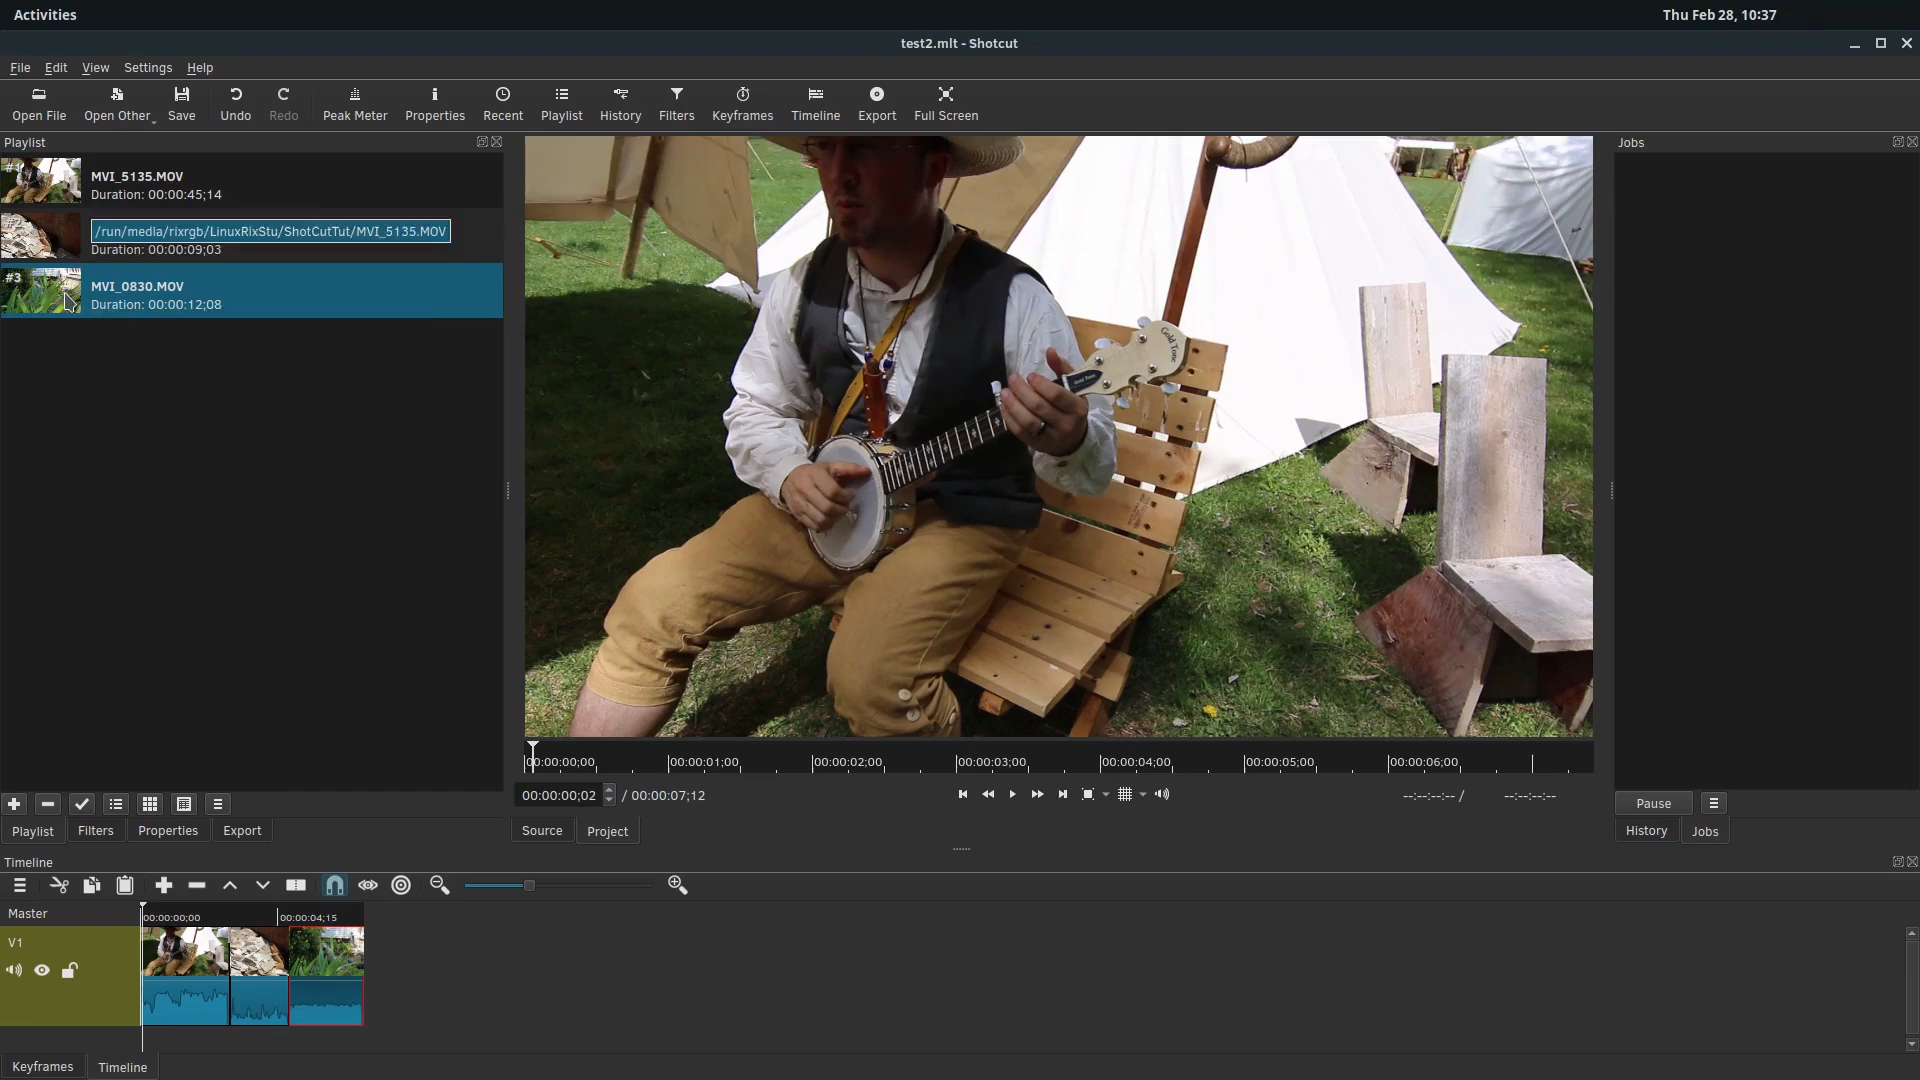 Activities
Thu Feb 28, 10:37
test2.mlt - Shotcut
File Edit View Settings Help
Open File Open Other Save Undo Redo Peak Meter Properties Recent Playlist History Filters Keyframes Timeline Export Full Screen
Playlist
Jobs
#1
MVI_5135.MOV
Duration: 00:00:45;14
#2
/run/media/rixrgb/LinuxRixStu/ShotCutTut/MVI_5135.MOV
Duration: 00:00:09;03
#3
MVI_0830.MOV
Duration: 00:00:12;08
Gold Tone
Gold Tone
00:00:00;00 00:00:01;00 00:00:02;00 00:00:03;00 00:00:04;00 00:00:05;00 00:00:06;00
00:00:00;02 / 00:00:07;12
--:--:--:-- / --:--:--:--
Pause
Playlist Filters Properties Export
Source Project
History Jobs
Timeline
Master
00:00:00;00 00:00:04;15
V1
Keyframes Timeline